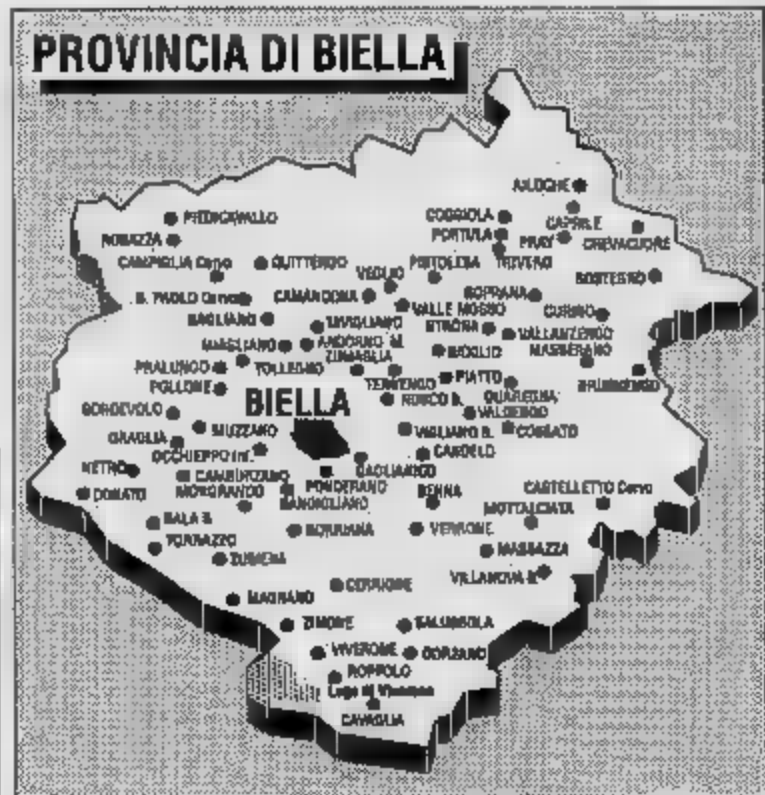 PROVINCIA DI BIELLA
AILOCHE
PIEDICAVALLO
COGGIOLA
CAPRILE
ROSAZZA
PORTULA
PRAY
CREVACUORE
CAMPIGLIA Cervo
QUITTENGO
PISTOLESA
TRIVERO
SOSTEGNO
VEGLIO
S. PAOLO Cervo
CAMANDONA
SOPRANA
VALLE MOSSO
CURINO
SAGLIANO
TAVIGLIANO
STRONA
VALLANZENGO
MIAGLIANO
ANDORNO M.
BIOGLIO
MASSERANO
ZUMAGLIA
PRALUNGO
TOLLEGNO
PIATTO
BRUSNENGO
POLLONE
TERNENGO
QUAREGNA
BIELLA
RONCO B.
SORDEVOLO
VALDENGO
MUZZANO
VIGLIANO B.
COSSATO
GRAGLIA
OCCHIEPPO Inf.
CANDELO
NETRO
GAGLIANICO
CAMBURZANO
PONDERANO
CASTELLETTO Cervo
DONATO
MONGRANDO
SANDIGLIANO
BENNA
MOTTALCIATA
SALA B.
BORRIANA
VERRONE
TORRAZZO
MASSAZZA
ZUBIENA
VILLANOVA B.
CERRIONE
MAGNANO
ZIMONE
SALUSSOLA
VIVERONE
DORZANO
ROPPOLO
Lago di Viverone
CAVAGLIA